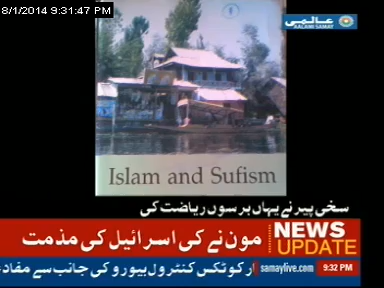 8/1/2014 9:31:47 PM
عالمی
AALAMI SAMAY
Islam and Sufism
سخی پیر نے یہاں برسوں ریاضت کی
مون نے کی اسرائیل کی مذمت
NEWS
UPDATE
رکوٹکس کنٹرول بیورو کی جانب سے مفاد
samaylive.com
9:32 PM